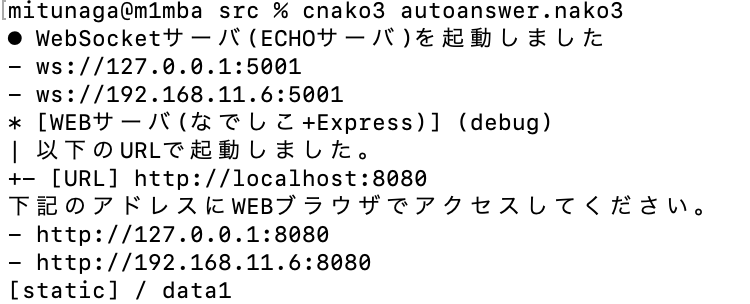 mitunaga@m1mba src % cnako3 autoanswer.nako3
● WebSocketサーバ(ECHOサーバ)を起動しました
- ws://127.0.0.1:5001
- ws://192.168.11.6:5001
* [WEBサーバ(なでしこ+Express)] (debug)
| 以下のURLで起動しました。
+- [URL] http://localhost:8080
下記のアドレスにWEBブラウザでアクセスしてください。
- http://127.0.0.1:8080
- http://192.168.11.6:8080
[static] / data1